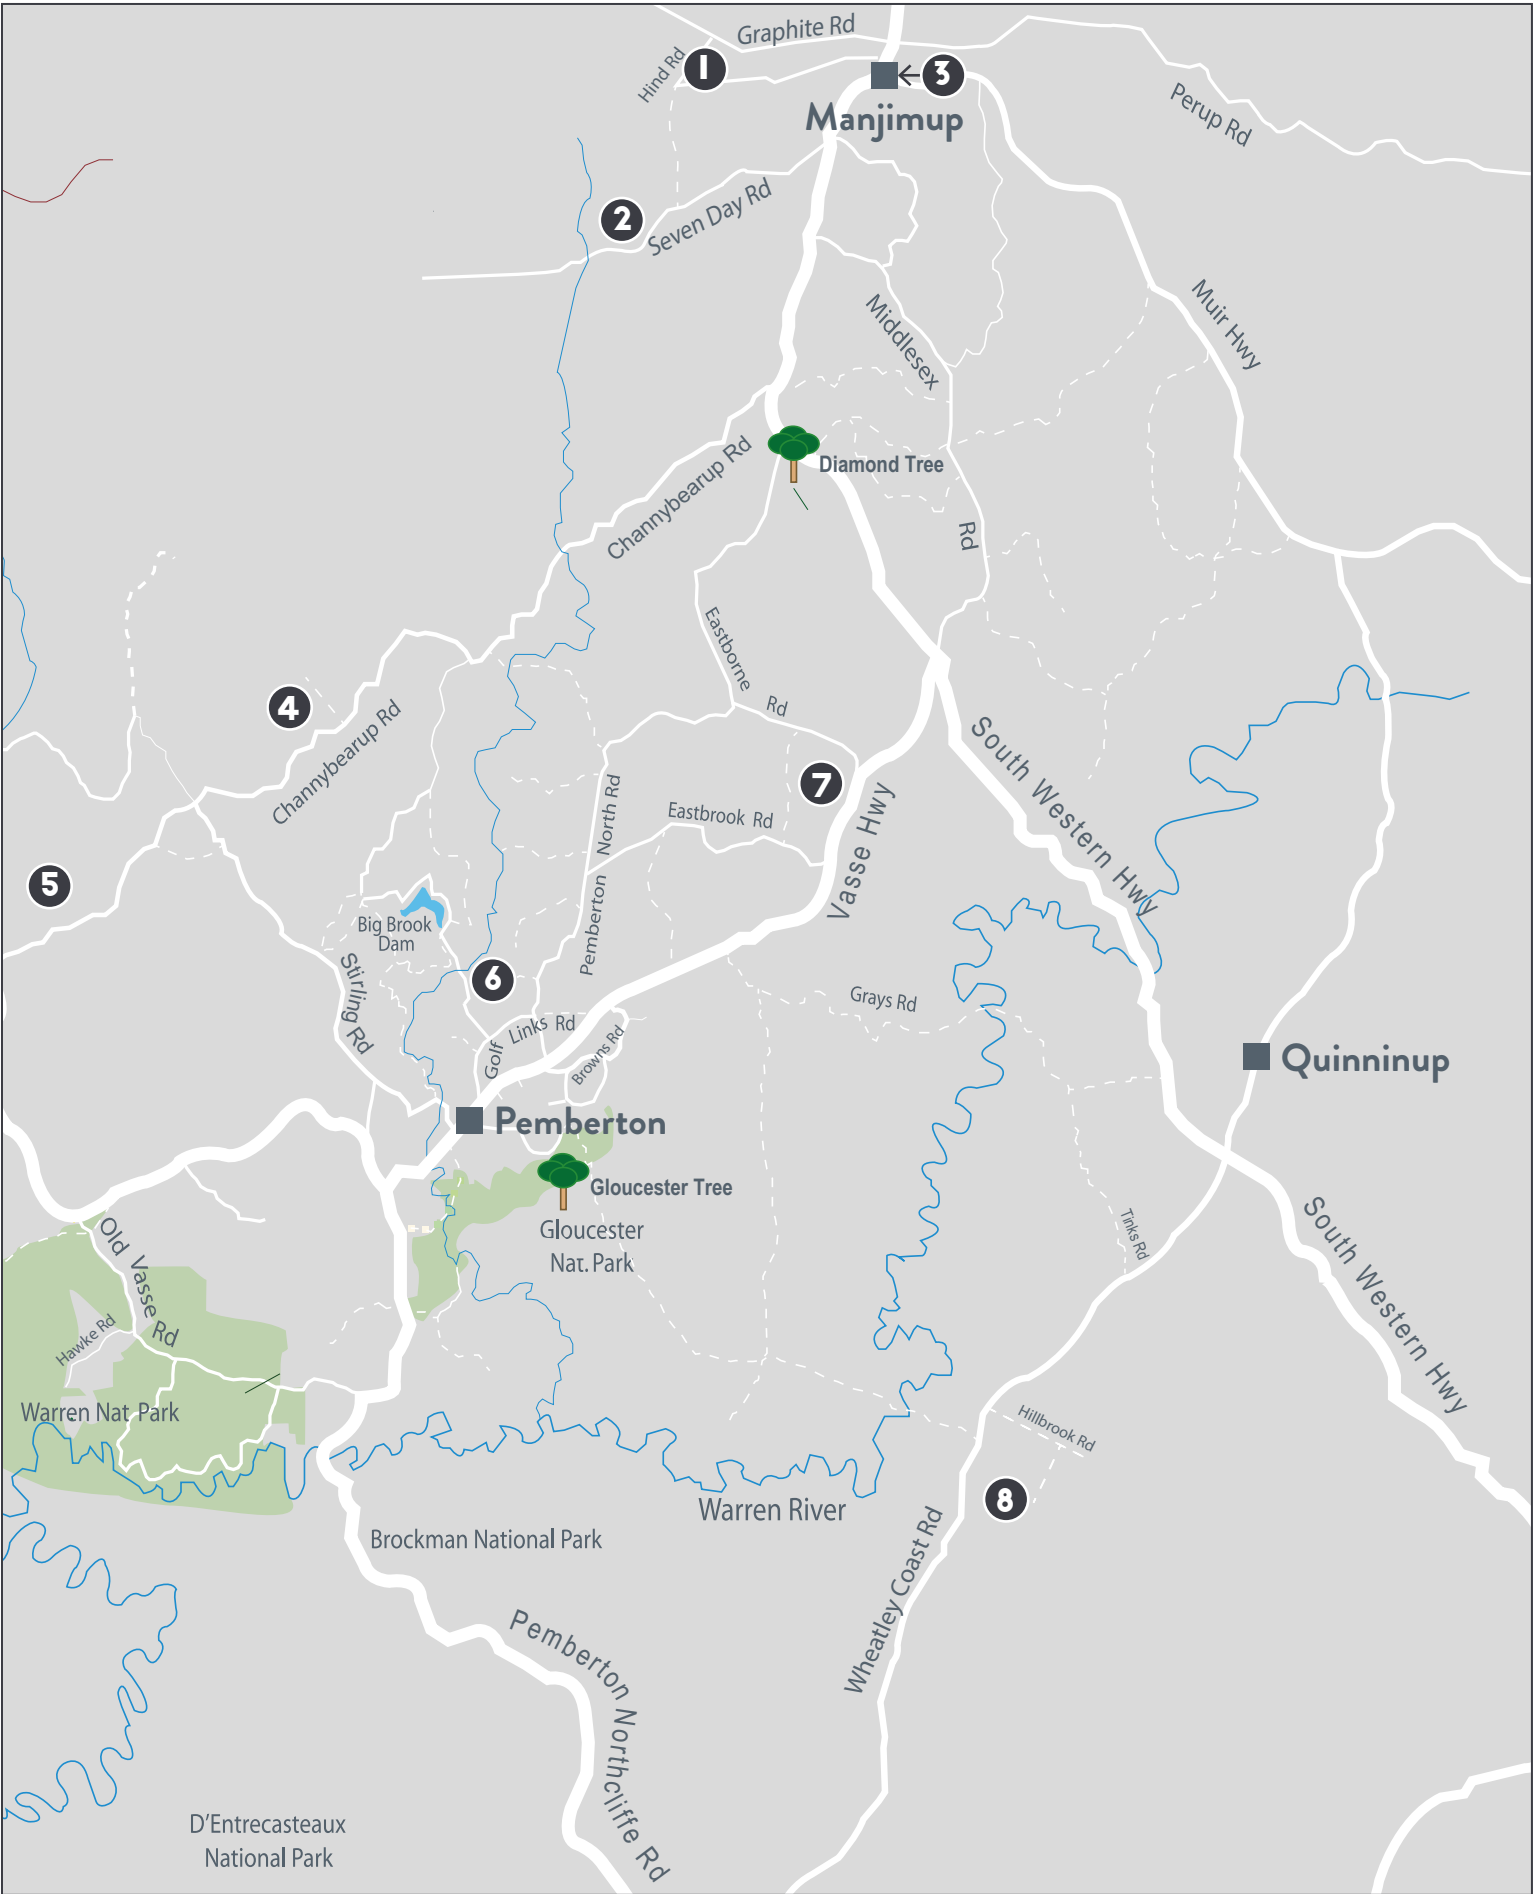 Graphite Rd
Hind Rd
1
3
Manjimup
Perup Rd
2
Seven Day Rd
Middlesex
Rd
Muir Hwy
Channybearup Rd
Diamond Tree
Eastborne
Rd
4
Channybearup Rd
South Western Hwy
7
Vasse Hwy
Pemberton North Rd
Eastbrook Rd
5
Big Brook
Dam
6
Stirling Rd
Golf Links Rd
Browns Rd
Grays Rd
Quinninup
Pemberton
Gloucester Tree
Gloucester
Nat. Park
Tinks Rd
South Western Hwy
Old Vasse Rd
Hawke Rd
Warren Nat Park
Hillbrook Rd
8
Warren River
Brockman National Park
Wheatley Coast Rd
Pemberton Northcliffe Rd
D'Entrecasteaux
National Park